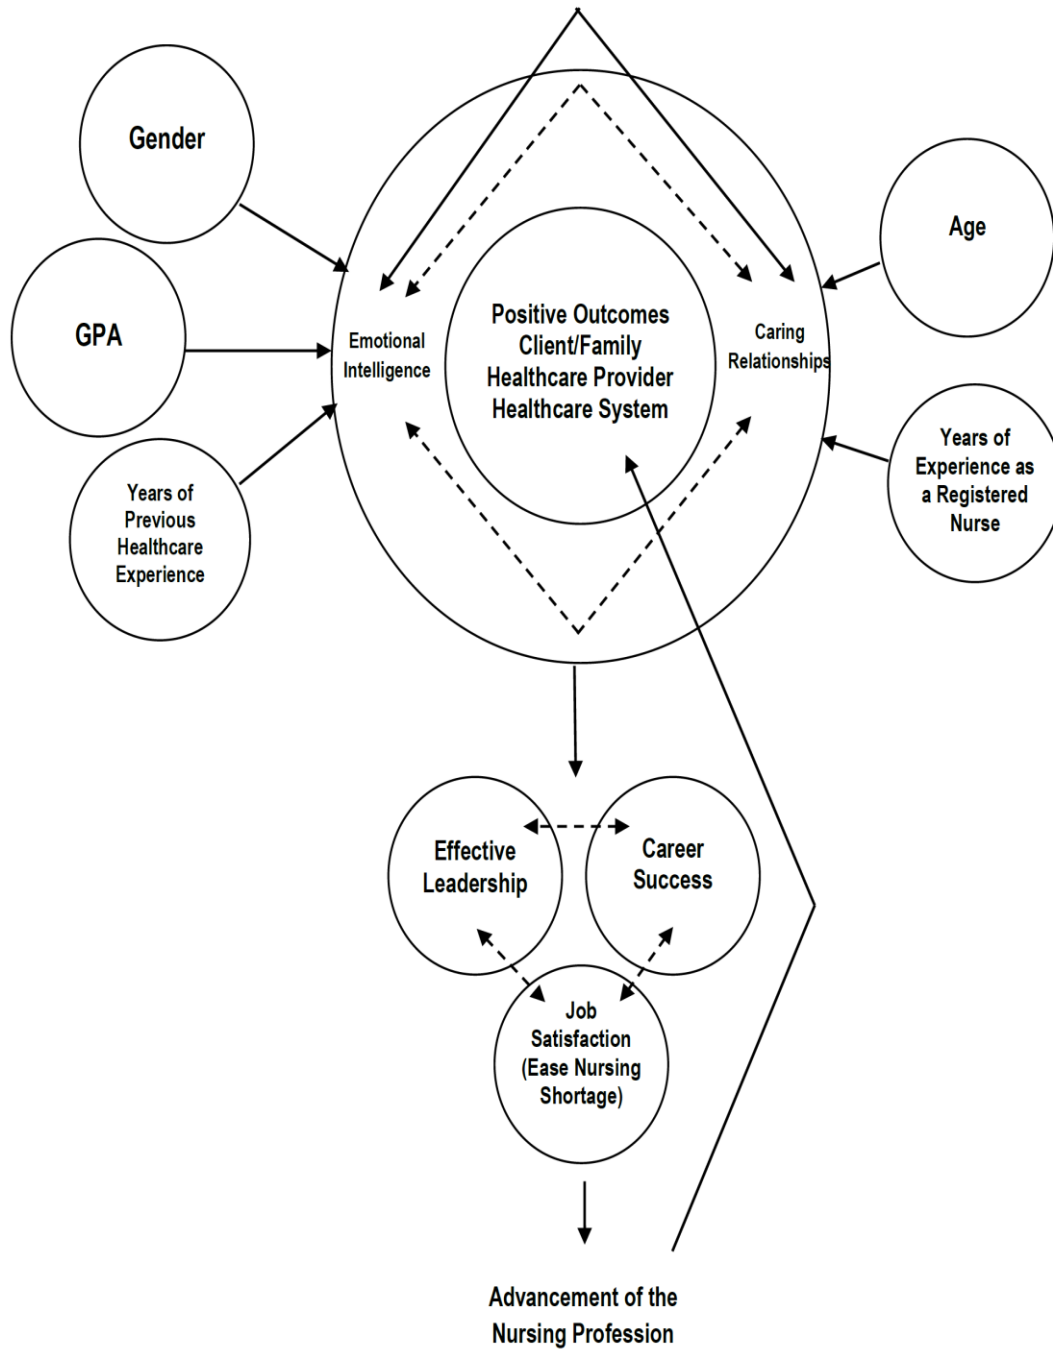 Gender
GPA
Years of
Previous
Healthcare
Experience
Emotional
Intelligence
Positive Outcomes
Client/Family
Healthcare Provider
Healthcare System
Caring
Relationships
Age
Years of
Experience as
a Registered
Nurse
Effective
Leadership
Career
Success
Job
Satisfaction
(Ease Nursing
Shortage)
Advancement of the
Nursing Profession